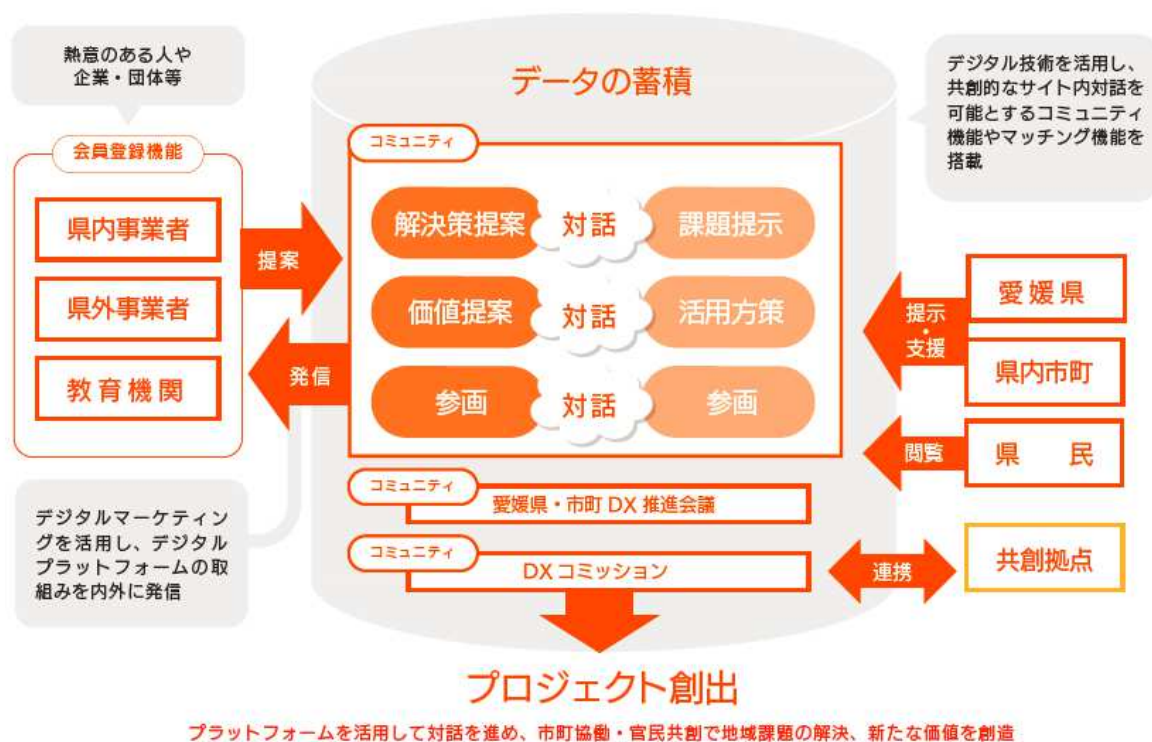 熱意のある人や
企業・団体等
会員登録機能
県内事業者
県外事業者
教育機関
提案
発信
デジタルマーケティン
グを活用し、デジタル
プラットフォームの取
組みを内外に発信
データの蓄積
コミュニティ
解決策提案 対話 課題提示
価値提案 対話 活用方策
参画 対話 参画
コミュニティ
愛媛県・市町 DX 推進会議
コミュニティ
DX コミッション
デジタル技術を活用し、
共創的なサイト内対話を
可能とするコミュニティ
機能やマッチング機能を
搭載
提示
・
支援
愛媛県
県内市町
閲覧
県 民
連携
共創拠点
プロジェクト創出
プラットフォームを活用して対話を進め、市町協働・官民共創で地域課題の解決、新たな価値を創造